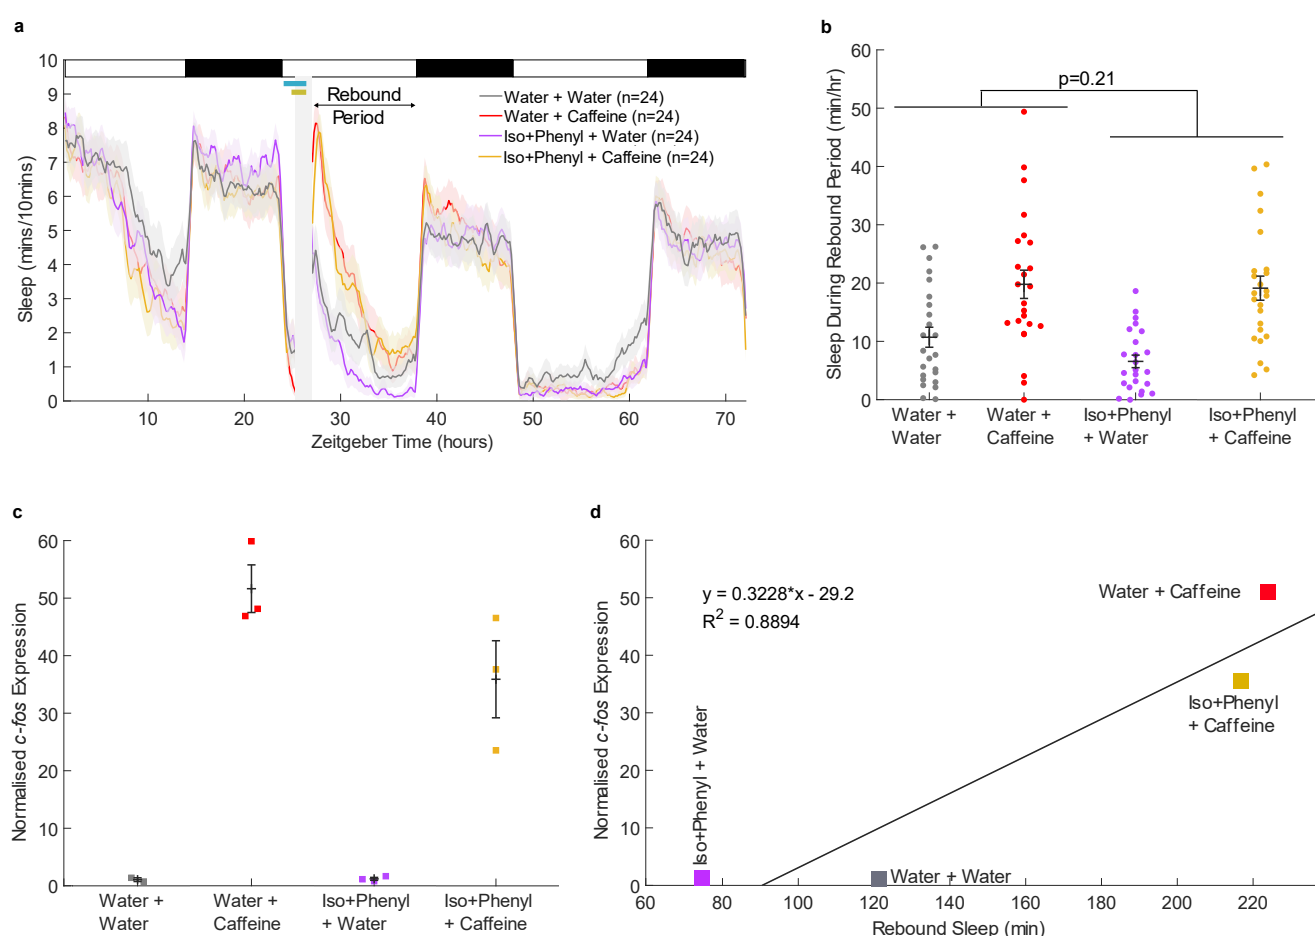 a
10
9
8
7
6
5
4
3
2
1
0
Sleep (mins/10mins)
Rebound
Period
Water + Water (n=24)
Water + Caffeine (n=24)
Iso+Phenyl + Water (n=24)
Iso+Phenyl + Caffeine (n=24)
10 20 30 40 50 60 70
Zeitgeber Time (hours)
b
60
50
40
30
20
10
0
Sleep During Rebound Period (min/hr)
p=0.21
Water + Water + Iso+Phenyl Iso+Phenyl
Water Caffeine + Water + Caffeine
c
60
50
40
30
20
10
0
Normalised c-fos Expression
Water + Water + Iso+Phenyl Iso+Phenyl
Water Caffeine + Water + Caffeine
d
60
50
40
30
20
10
0
Normalised c-fos Expression
y = 0.3228*x - 29.2
R2 = 0.8894
Water + Caffeine
Iso+Phenyl
+ Caffeine
Iso+Phenyl + Water
Water + Water
60 80 100 120 140 160 180 200 220
Rebound Sleep (min)